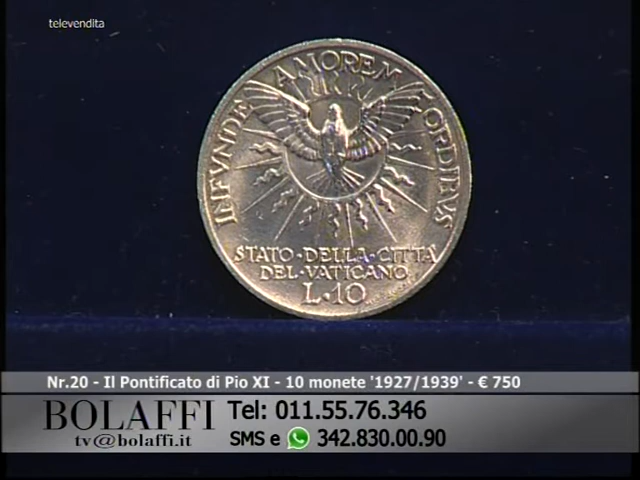 televendita
INFVNDE AMOREM CORDIBVS
STATO·DELLA·CITTÀ
DEL·VATICANO
L·10
Nr.20 - Il Pontificato di Pio XI - 10 monete '1927/1939' - € 750
BOLAFFI
tv@bolaffi.it
Tel: 011.55.76.346
SMS e 342.830.00.90